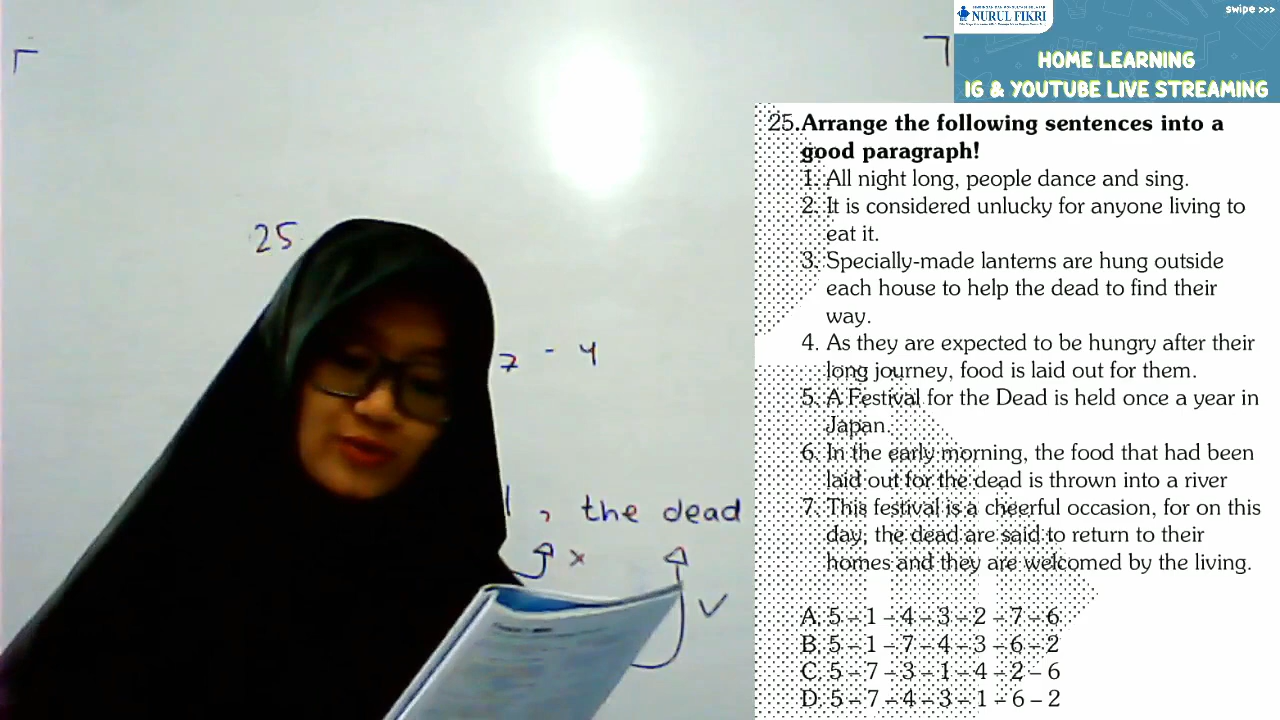 BIMBINGAN DAN KONSULTASI BELAJAR
NURUL FIKRI
swipe >>>
HOME LEARNING
IG & YOUTUBE LIVE STREAMING
25
7 - 4
, the dead
x
✓
25. Arrange the following sentences into a
good paragraph!
1. All night long, people dance and sing.
2. It is considered unlucky for anyone living to
eat it.
3. Specially-made lanterns are hung outside
each house to help the dead to find their
way.
4. As they are expected to be hungry after their
long journey, food is laid out for them.
5. A Festival for the Dead is held once a year in
Japan.
6. In the early morning, the food that had been
laid out for the dead is thrown into a river
7. This festival is a cheerful occasion, for on this
day, the dead are said to return to their
homes and they are welcomed by the living.
A. 5 – 1 – 4 – 3 – 2 – 7 – 6
B. 5 – 1 – 7 – 4 – 3 – 6 – 2
C. 5 – 7 – 3 – 1 – 4 – 2 – 6
D. 5 – 7 – 4 – 3 – 1 – 6 – 2